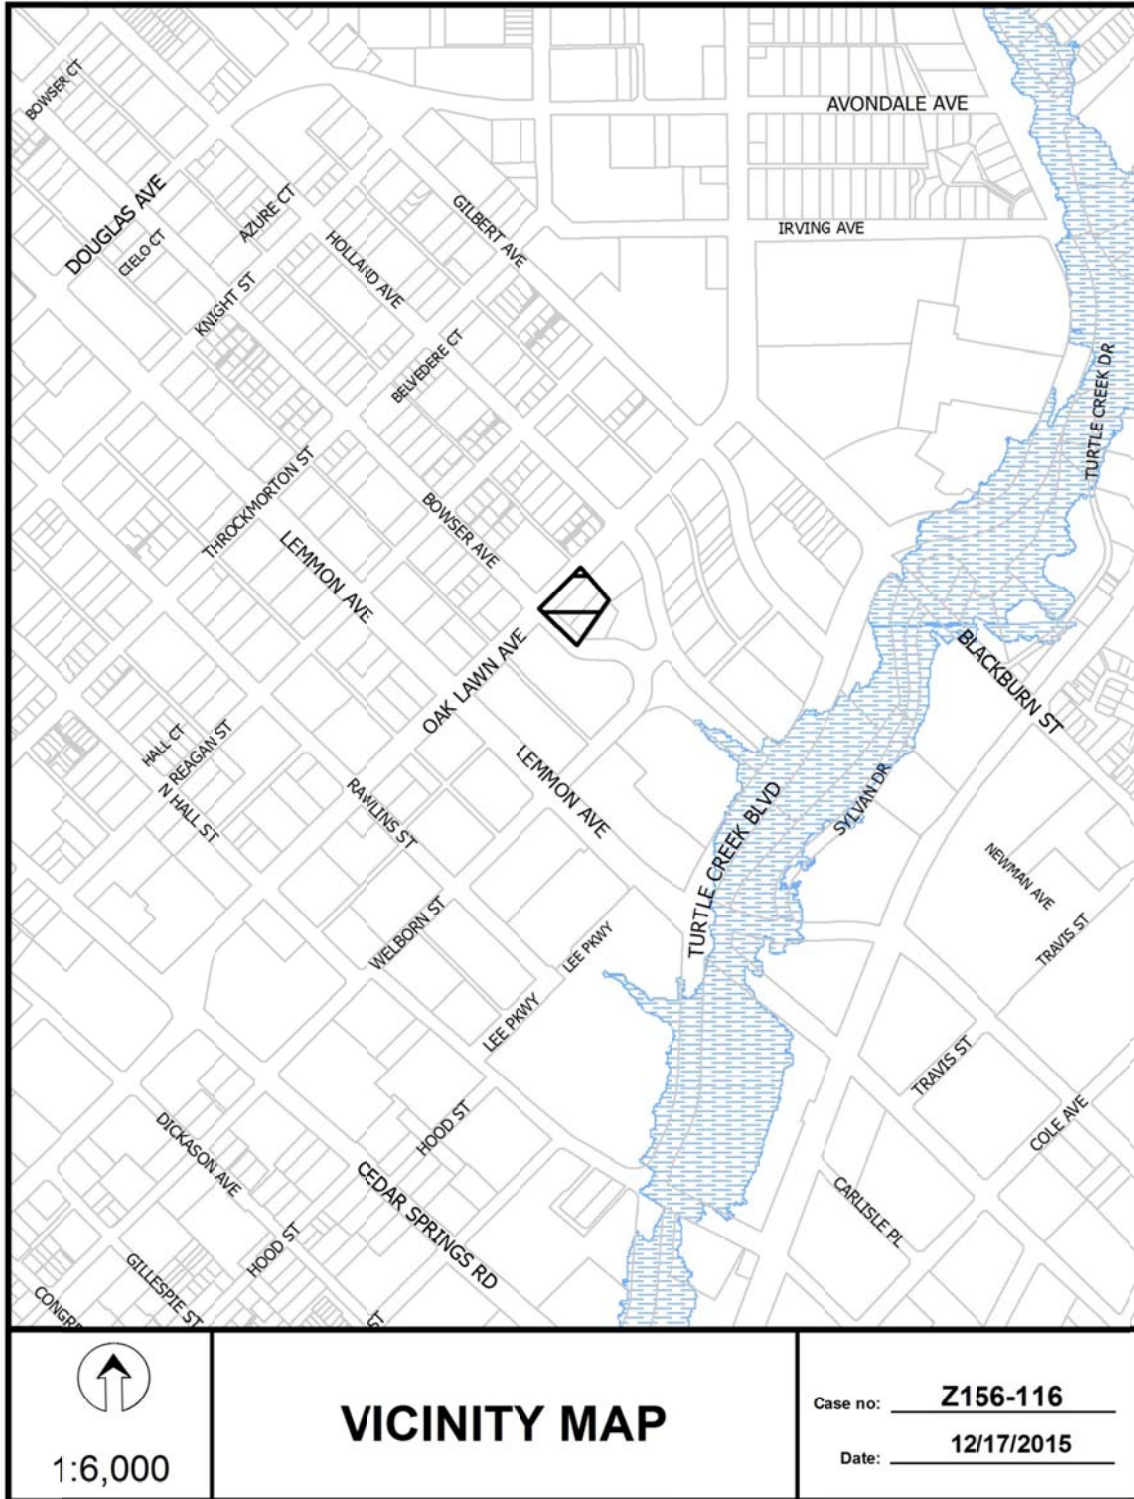 BOWSER CT
AVONDALE AVE
DOUGLAS AVE
AZURE CT
GILBERT AVE
IRVING AVE
CIELO CT
HOLLAND AVE
KNIGHT ST
BELVEDERE CT
TURTLE CREEK DR
THROCKMORTON ST
BOWSER AVE
LEMMON AVE
OAK LAWN AVE
BLACKBURN ST
HALL CT
REAGAN ST
N HALL ST
LEMMON AVE
RAWLINS ST
TURTLE CREEK BLVD
SYLVAN DR
NEWMAN AVE
WELBORN ST
TRAVIS ST
LEE PKWY
LEE PKWY
TRAVIS ST
HOOD ST
COLE AVE
DICKASON AVE
CEDAR SPRINGS RD
CARLISLE PL
HOOD ST
GILLESPIE ST
CONGRE
ST
1:6,000
VICINITY MAP
Case no: Z156-116
Date: 12/17/2015